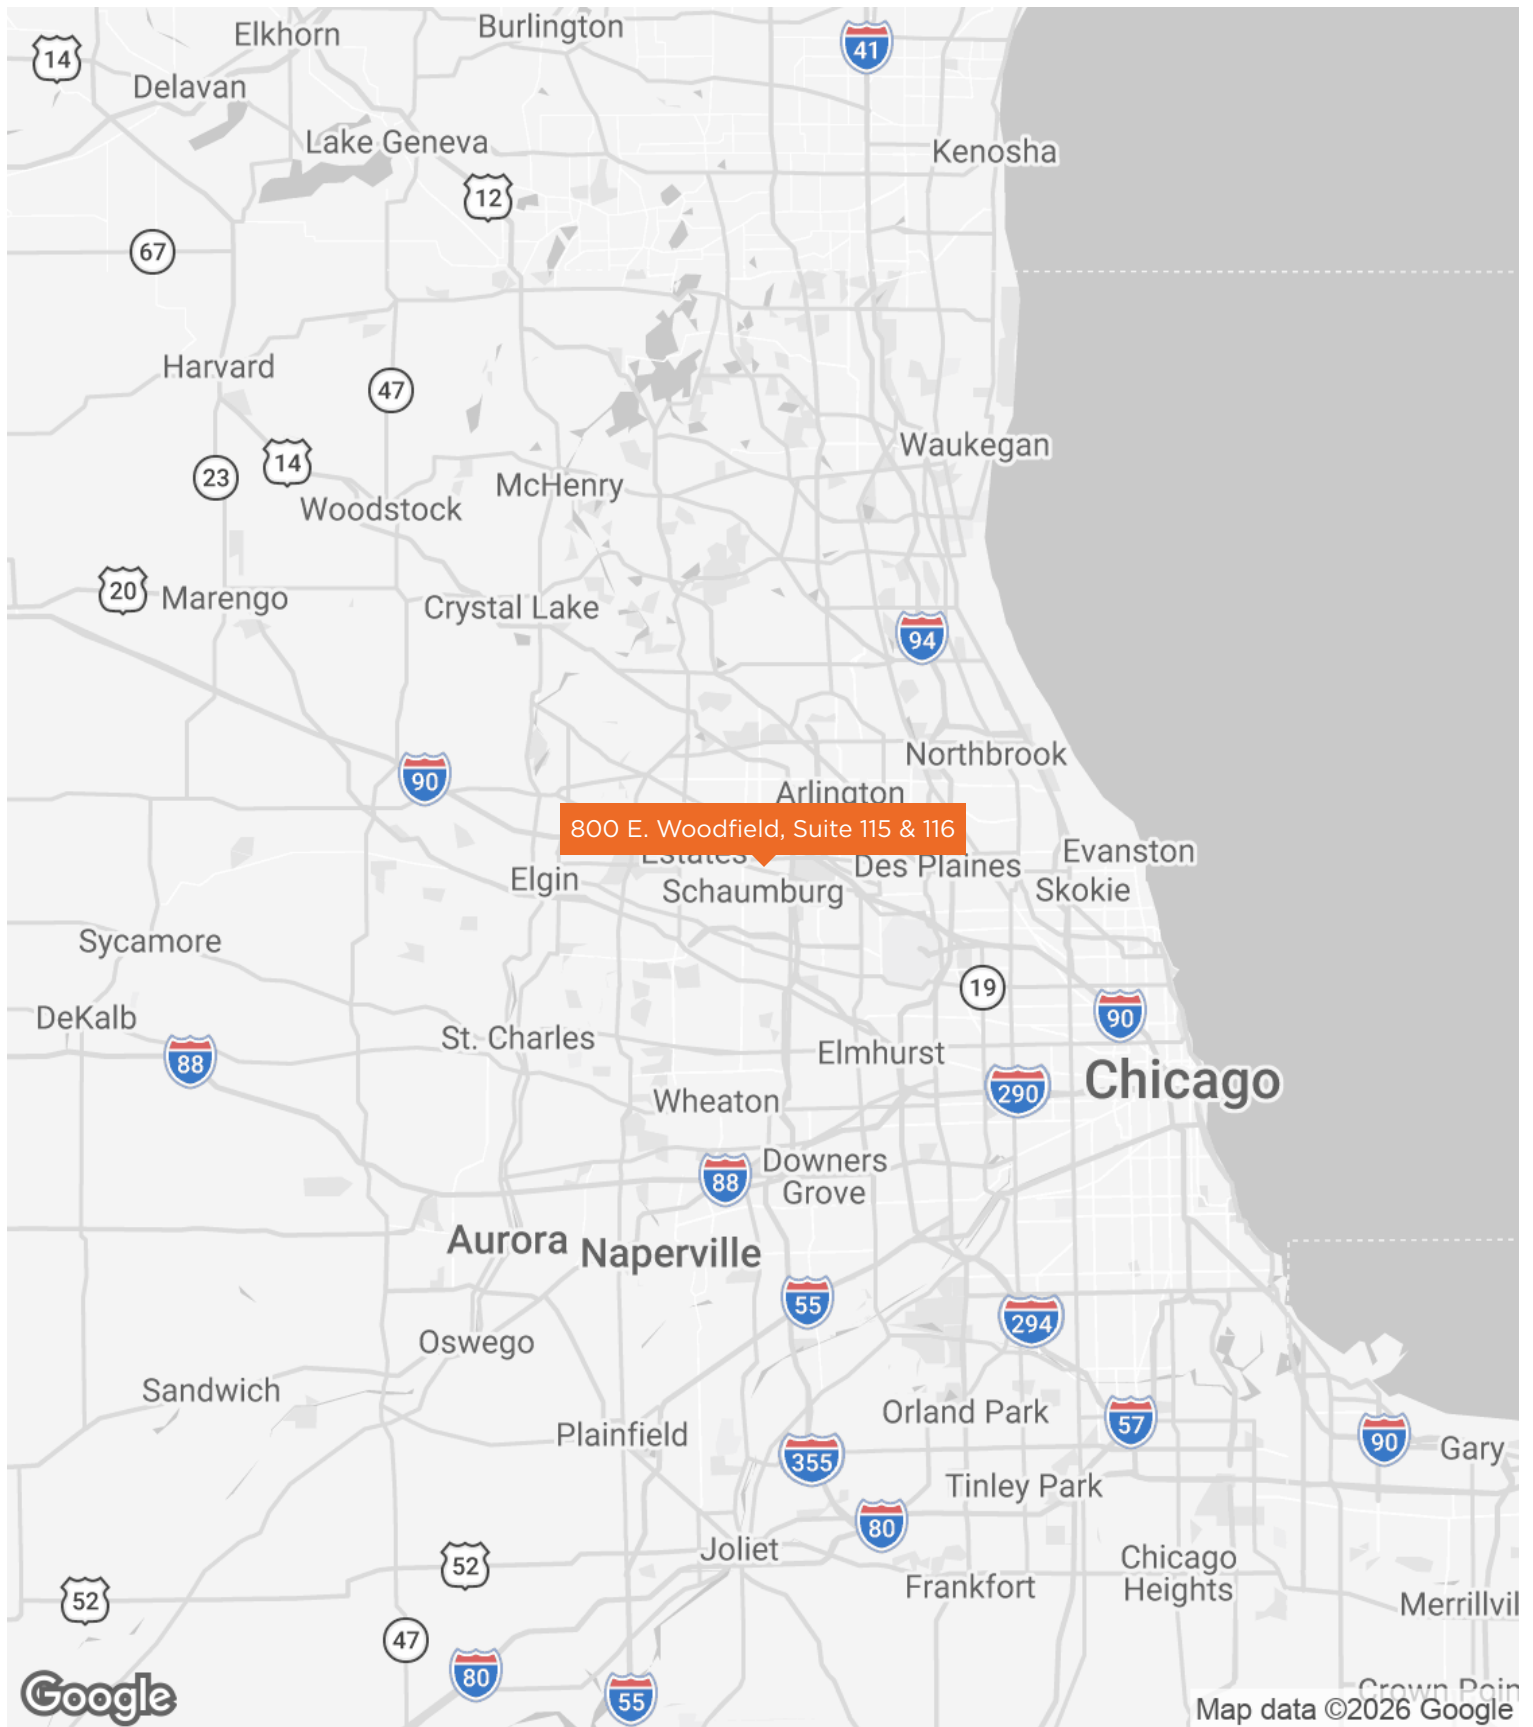 Elkhorn
Burlington
41
14
Delavan
Lake Geneva
Kenosha
12
67
Harvard
47
Waukegan
14
23
McHenry
Woodstock
20
Marengo
Crystal Lake
94
Northbrook
90
Arlington
800 E. Woodfield, Suite 115 & 116
Estates
Des Plaines
Evanston
Elgin
Schaumburg
Skokie
Sycamore
19
DeKalb
90
St. Charles
88
Elmhurst
Chicago
290
Wheaton
Downers
Grove
88
Aurora
Naperville
55
294
Oswego
Sandwich
Orland Park
57
Plainfield
90
Gary
355
Tinley Park
80
Joliet
52
Chicago
Heights
Frankfort
52
Merrillvil
47
80
55
Crown Poin
Google
Map data ©2026 Google